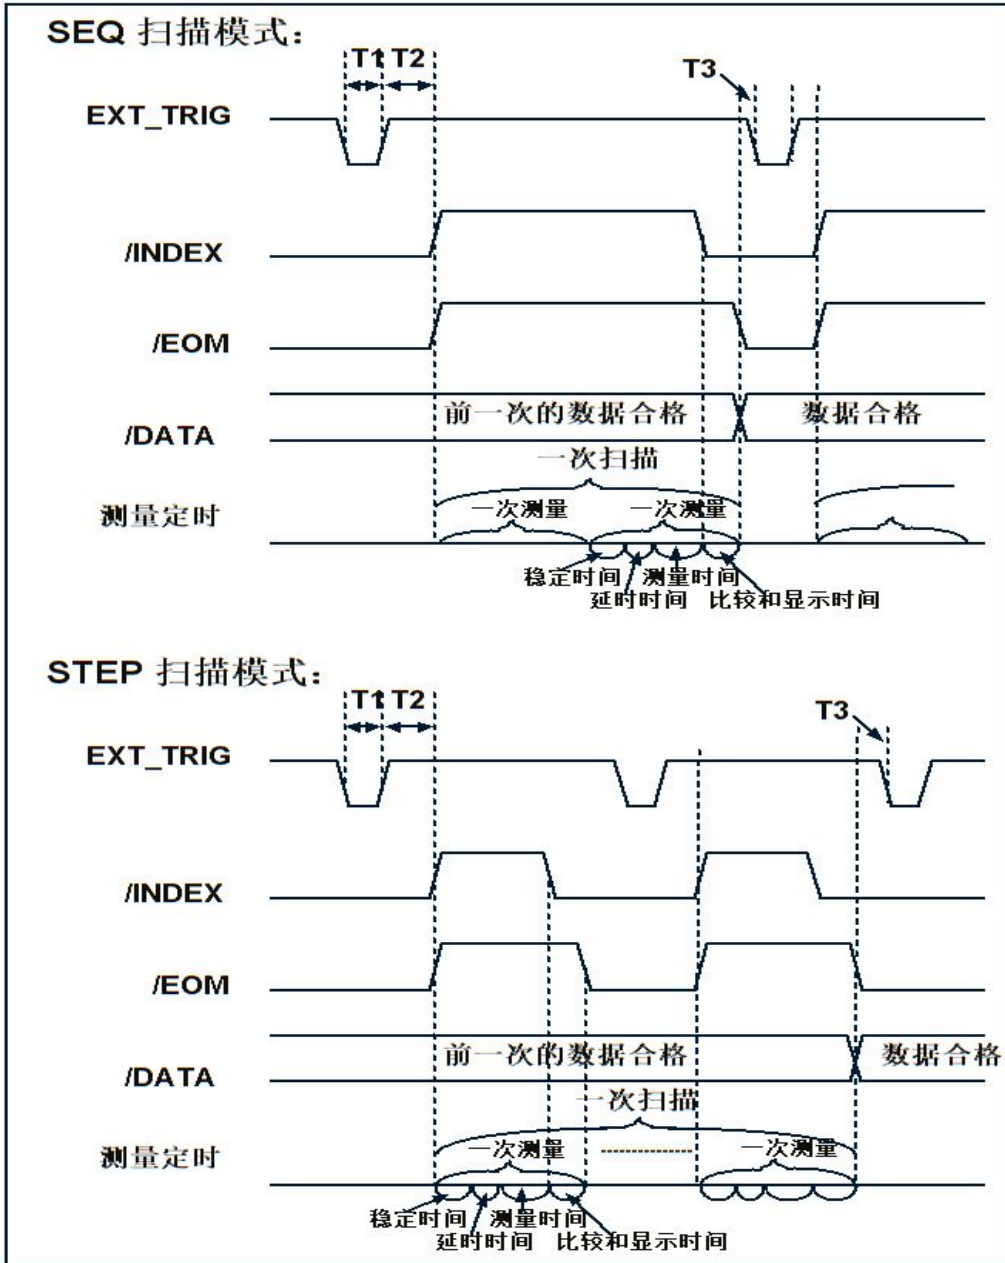 SEQ 扫描模式:
T1 T2
T3
EXT_TRIG
/INDEX
/EOM
前一次的数据合格 数据合格
/DATA
一次扫描
测量定时
一次测量 一次测量
稳定时间 测量时间
延时时间 比较和显示时间
STEP 扫描模式:
T1 T2
T3
EXT_TRIG
/INDEX
/EOM
前一次的数据合格 数据合格
/DATA
一次扫描
测量定时
一次测量 一次测量
稳定时间 测量时间
延时时间 比较和显示时间